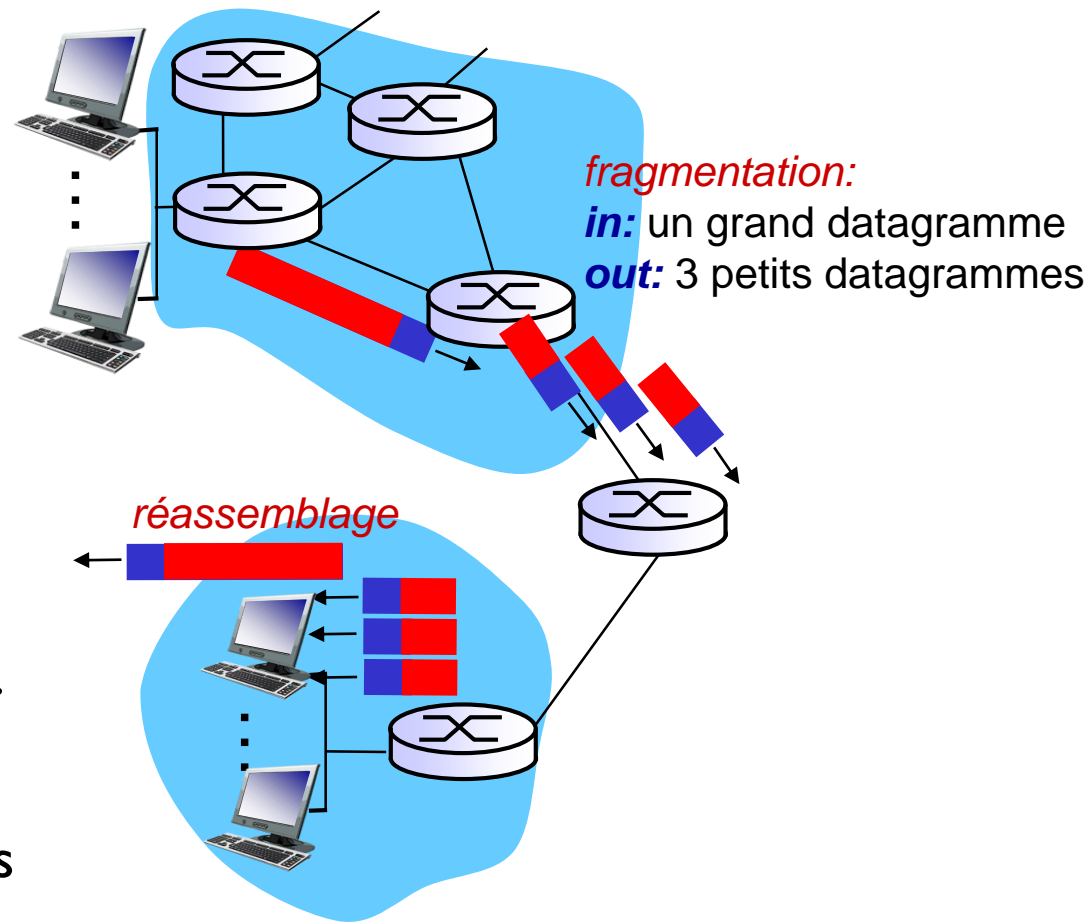 fragmentation:
in: un grand datagramme
out: 3 petits datagrammes
réassemblage